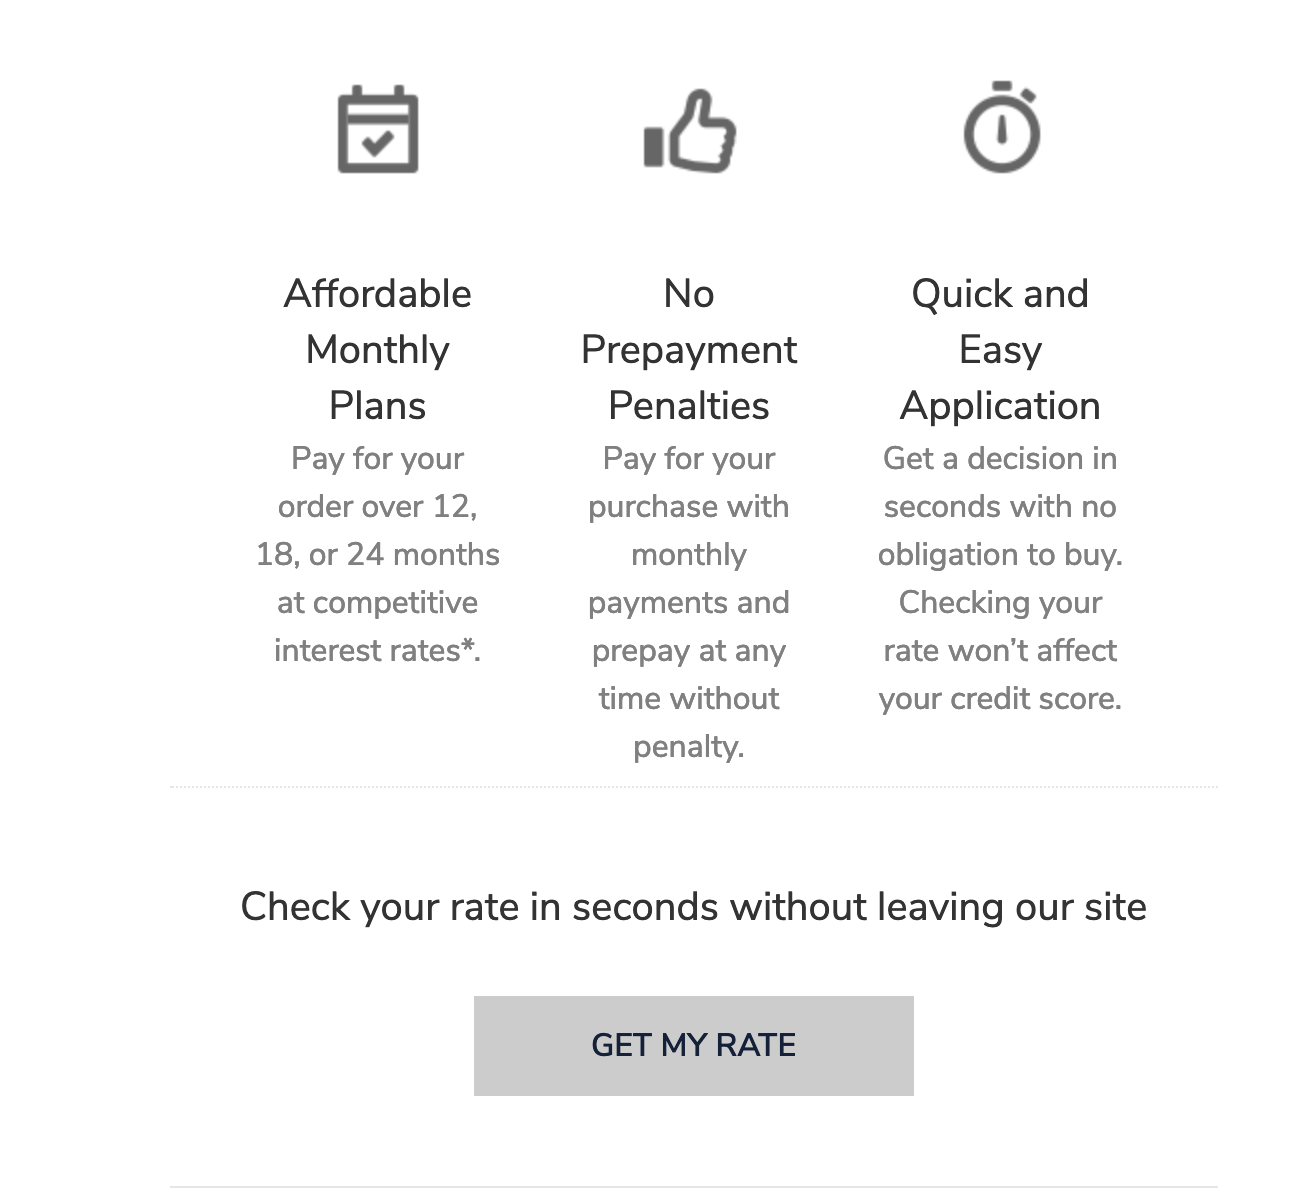 Affordable
Monthly
Plans
Pay for your
order over 12,
18, or 24 months
at competitive
interest rates*.
No
Prepayment
Penalties
Pay for your
purchase with
monthly
payments and
prepay at any
time without
penalty.
Quick and
Easy
Application
Get a decision in
seconds with no
obligation to buy.
Checking your
rate won’t affect
your credit score.
Check your rate in seconds without leaving our site
GET MY RATE